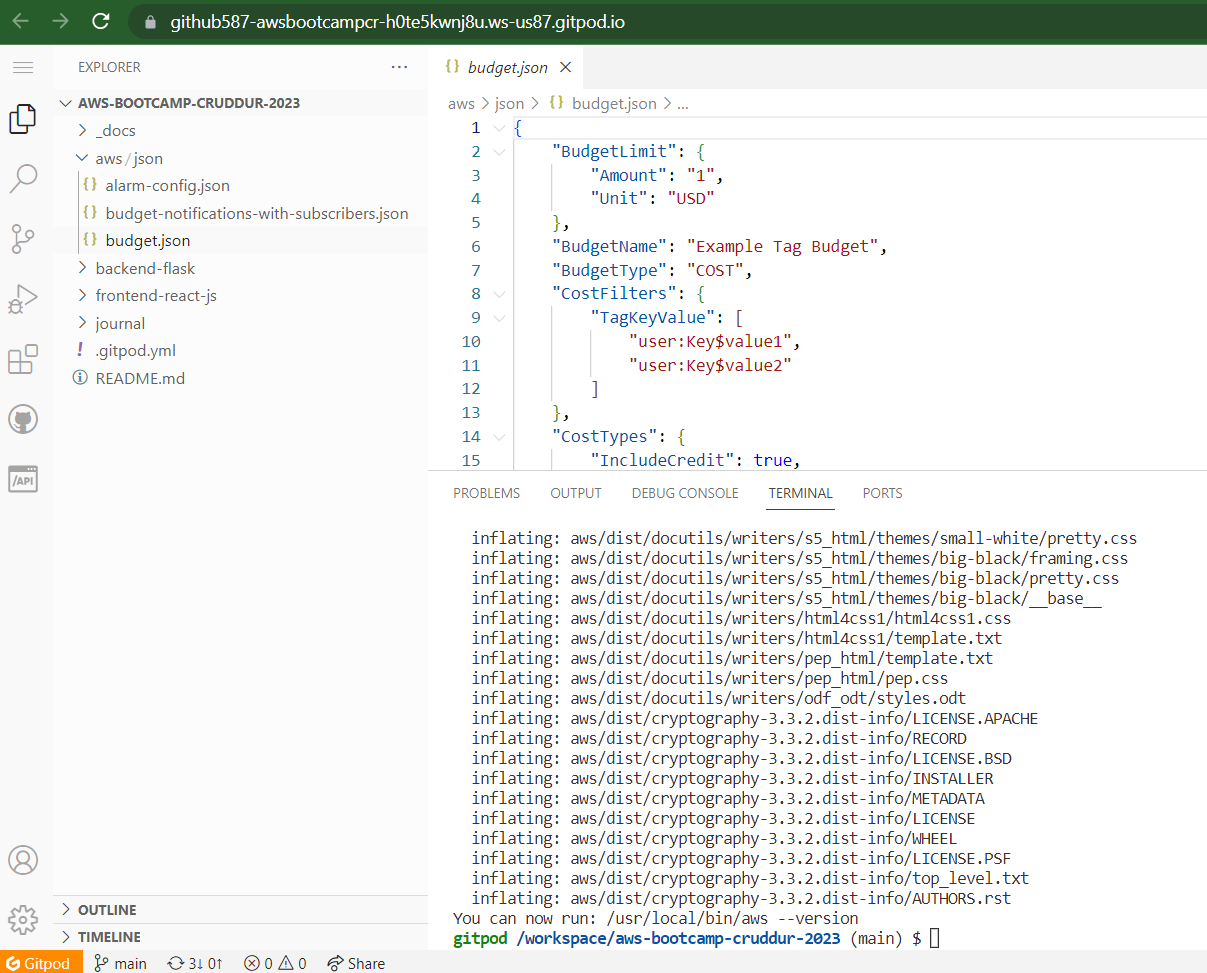 github587-awsbootcampcr-h0te5kwnj8u.ws-us87.gitpod.io
EXPLORER
AWS-BOOTCAMP-CRUDDUR-2023
_docs
aws / json
alarm-config.json
budget-notifications-with-subscribers.json
budget.json
backend-flask
frontend-react-js
journal
! .gitpod.yml
README.md
/API
OUTLINE
TIMELINE
{} budget.json
aws > json > {} budget.json > ...
1 {
2 "BudgetLimit": {
3 "Amount": "1",
4 "Unit": "USD"
5 },
6 "BudgetName": "Example Tag Budget",
7 "BudgetType": "COST",
8 "CostFilters": {
9 "TagKeyValue": [
10 "user:Key$value1",
11 "user:Key$value2"
12 ]
13 },
14 "CostTypes": {
15 "IncludeCredit": true,
PROBLEMS OUTPUT DEBUG CONSOLE TERMINAL PORTS
inflating: aws/dist/docutils/writers/s5_html/themes/small-white/pretty.css
inflating: aws/dist/docutils/writers/s5_html/themes/big-black/framing.css
inflating: aws/dist/docutils/writers/s5_html/themes/big-black/pretty.css
inflating: aws/dist/docutils/writers/s5_html/themes/big-black/__base__
inflating: aws/dist/docutils/writers/html4css1/html4css1.css
inflating: aws/dist/docutils/writers/html4css1/template.txt
inflating: aws/dist/docutils/writers/pep_html/template.txt
inflating: aws/dist/docutils/writers/pep_html/pep.css
inflating: aws/dist/docutils/writers/odf_odt/styles.odt
inflating: aws/dist/cryptography-3.3.2.dist-info/LICENSE.APACHE
inflating: aws/dist/cryptography-3.3.2.dist-info/RECORD
inflating: aws/dist/cryptography-3.3.2.dist-info/LICENSE.BSD
inflating: aws/dist/cryptography-3.3.2.dist-info/INSTALLER
inflating: aws/dist/cryptography-3.3.2.dist-info/METADATA
inflating: aws/dist/cryptography-3.3.2.dist-info/LICENSE
inflating: aws/dist/cryptography-3.3.2.dist-info/WHEEL
inflating: aws/dist/cryptography-3.3.2.dist-info/LICENSE.PSF
inflating: aws/dist/cryptography-3.3.2.dist-info/top_level.txt
inflating: aws/dist/cryptography-3.3.2.dist-info/AUTHORS.rst
You can now run: /usr/local/bin/aws --version
gitpod /workspace/aws-bootcamp-cruddur-2023 (main) $
Gitpod main 3↓ 0↑ 0 0 Share